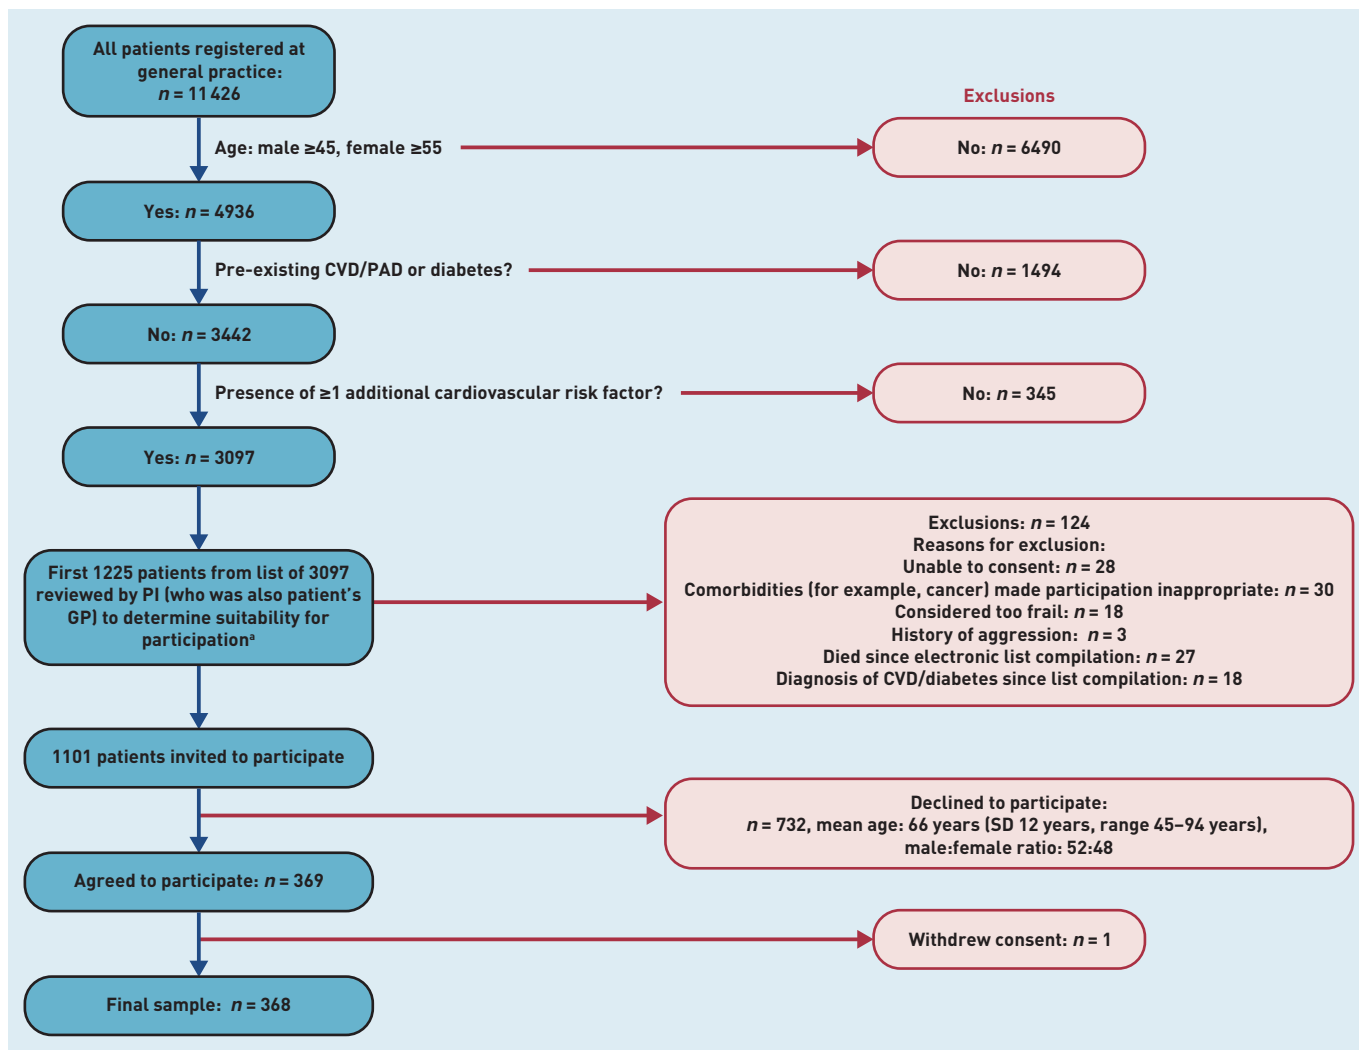 All patients registered at
general practice:
n = 11 426
Exclusions
Age: male ≥45, female ≥55
No: n = 6490
Yes: n = 4936
Pre-existing CVD/PAD or diabetes?
No: n = 1494
No: n = 3442
Presence of ≥1 additional cardiovascular risk factor?
No: n = 345
Yes: n = 3097
First 1225 patients from list of 3097
reviewed by PI (who was also patient’s
GP) to determine suitability for
participationᵃ
Exclusions: n = 124
Reasons for exclusion:
Unable to consent: n = 28
Comorbidities (for example, cancer) made participation inappropriate: n = 30
Considered too frail: n = 18
History of aggression: n = 3
Died since electronic list compilation: n = 27
Diagnosis of CVD/diabetes since list compilation: n = 18
1101 patients invited to participate
Declined to participate:
n = 732, mean age: 66 years (SD 12 years, range 45–94 years),
male:female ratio: 52:48
Agreed to participate: n = 369
Withdrew consent: n = 1
Final sample: n = 368